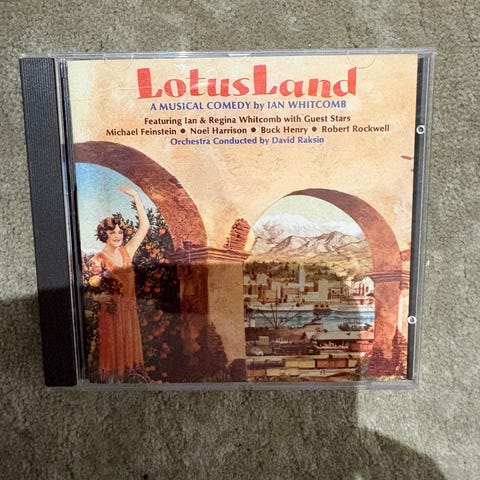 LotusLand
A MUSICAL COMEDY by IAN WHITCOMB
Featuring Ian & Regina Whitcomb with Guest Stars
Michael Feinstein • Noel Harrison • Buck Henry • Robert Rockwell
Orchestra Conducted by David Raksin